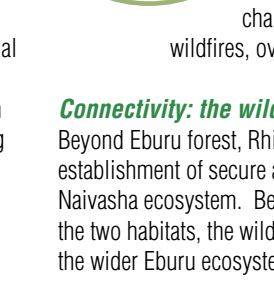 cha
al wildfires, ov
Connectivity: the wild
g Beyond Eburu forest, Rhi
establishment of secure a
Naivasha ecosystem. Be
the two habitats, the wild
the wider Eburu ecosyste